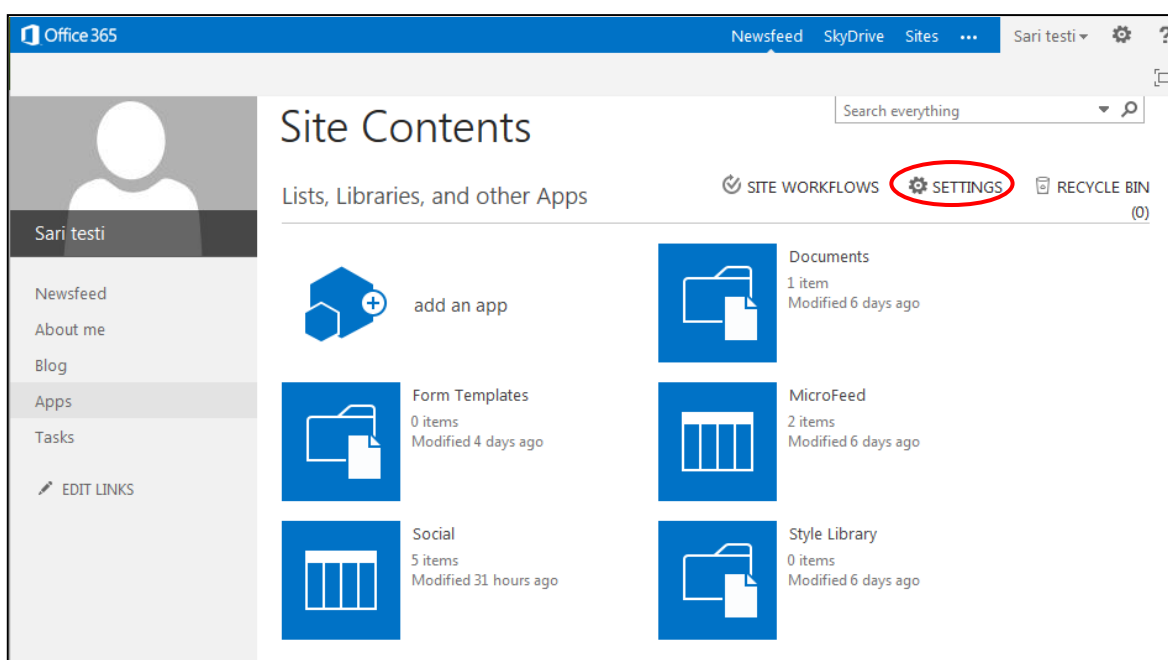 Office 365
Newsfeed SkyDrive Sites ••• Sari testi ?
Search everything
Site Contents
Lists, Libraries, and other Apps
SITE WORKFLOWS SETTINGS RECYCLE BIN
(0)
Sari testi
Newsfeed
About me
Blog
Apps
Tasks
EDIT LINKS
add an app
Documents
1 item
Modified 6 days ago
Form Templates
0 items
Modified 4 days ago
MicroFeed
2 items
Modified 6 days ago
Social
5 items
Modified 31 hours ago
Style Library
0 items
Modified 6 days ago